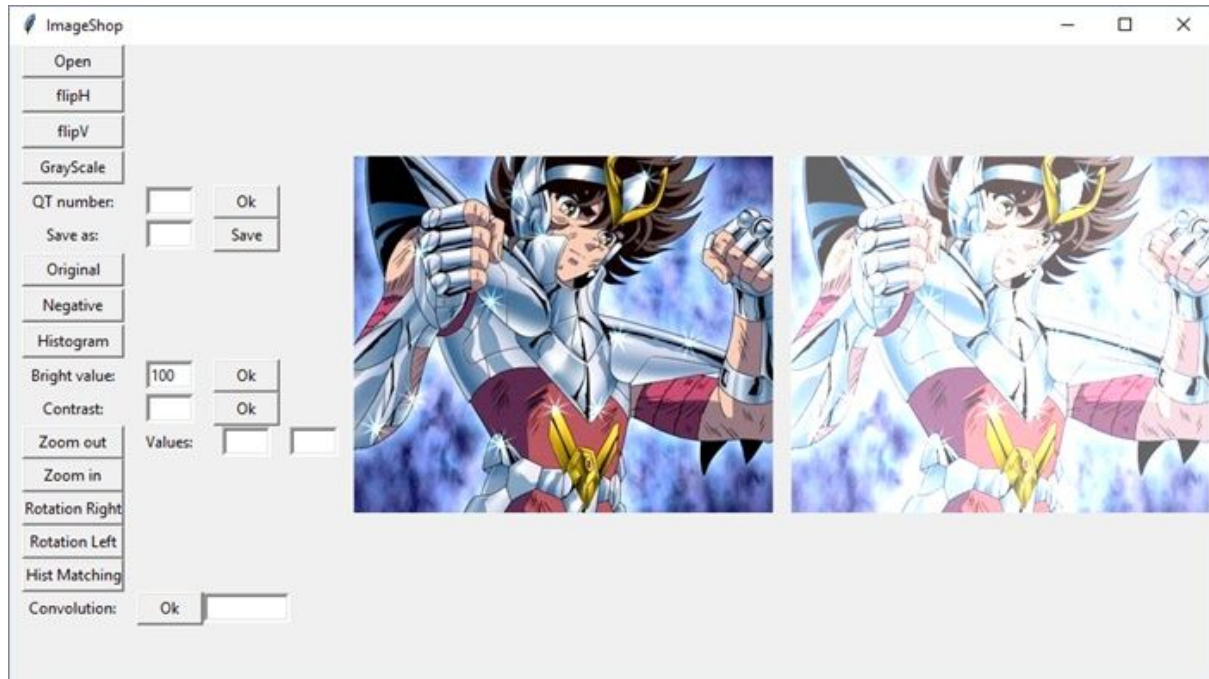 ImageShop
Open
flipH
flipV
GrayScale
QT number: Ok
Save as: Save
Original
Negative
Histogram
Bright value: 100 Ok
Contrast: Ok
Zoom out Values:
Zoom in
Rotation Right
Rotation Left
Hist Matching
Convolution: Ok